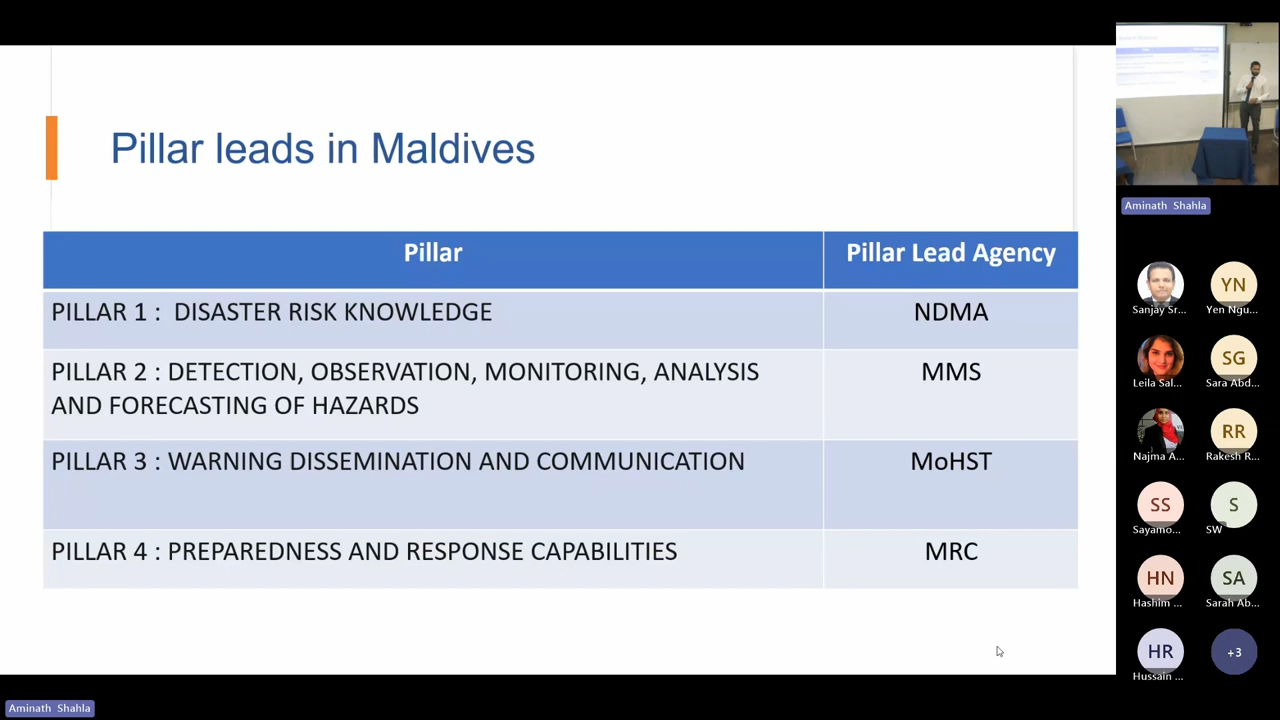 Pillar leads in Maldives
Pillar
Pillar Lead Agency
PILLAR 1 : DISASTER RISK KNOWLEDGE
NDMA
PILLAR 2 : DETECTION, OBSERVATION, MONITORING, ANALYSIS
AND FORECASTING OF HAZARDS
MMS
PILLAR 3 : WARNING DISSEMINATION AND COMMUNICATION
MoHST
PILLAR 4 : PREPAREDNESS AND RESPONSE CAPABILITIES
MRC
Aminath Shahla
Sanjay Sr...
YN
Yen Ngu...
Leila Sal...
SG
Sara Abd...
Najma A...
RR
Rakesh R...
SS
Sayamo...
S
SW
HN
Hashim ...
SA
Sarah Ab...
HR
Hussain ...
+3
Aminath Shahla